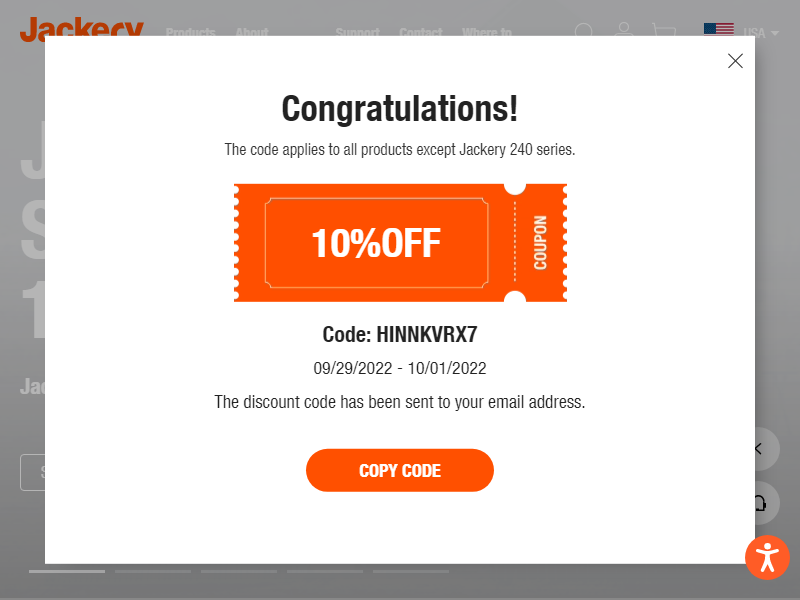 Jackery
Products About Support Contact Where to USA
Congratulations!
The code applies to all products except Jackery 240 series.
10%OFF
COUPON
Code: HINNKVRX7
09/29/2022 - 10/01/2022
The discount code has been sent to your email address.
COPY CODE